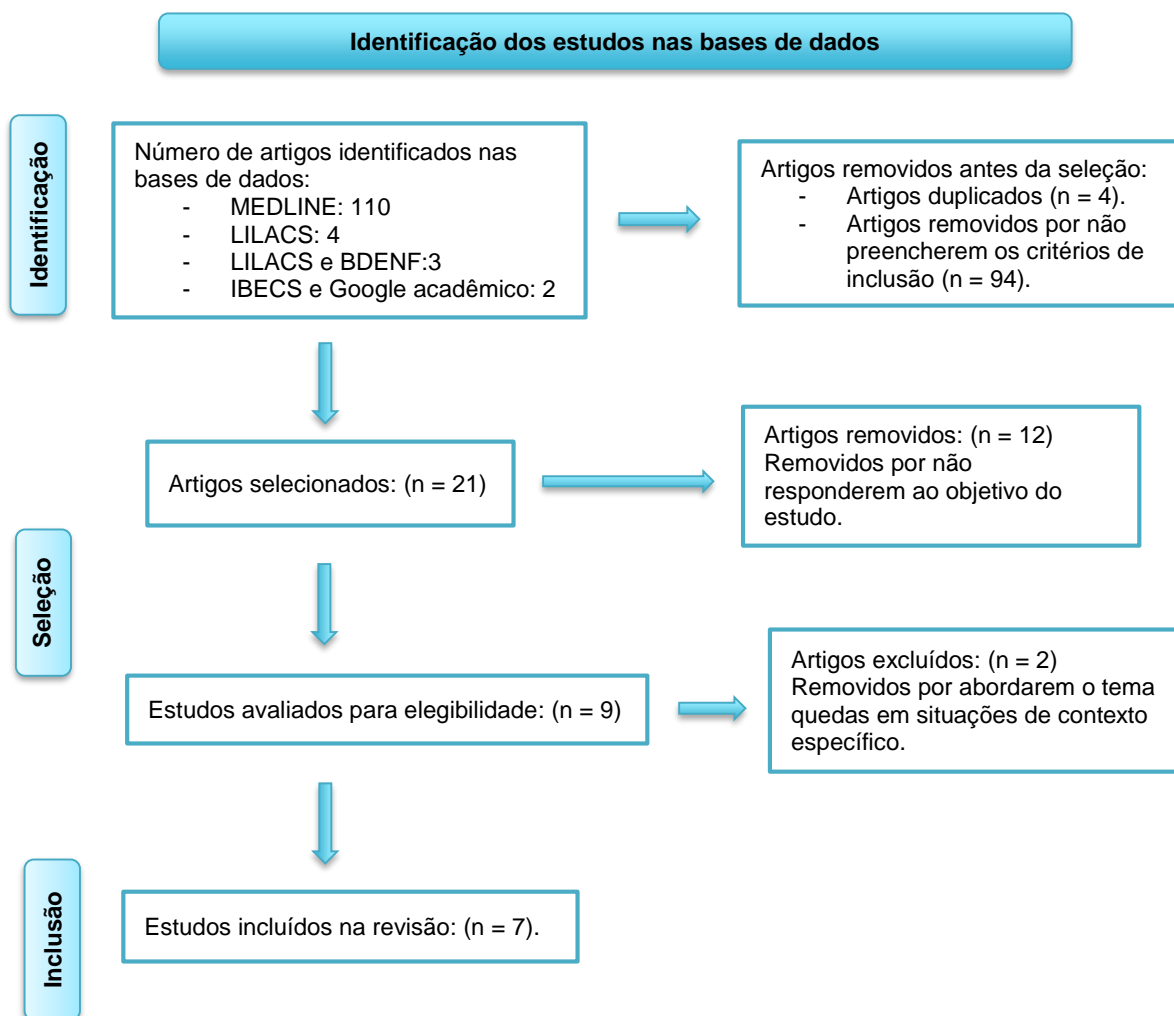 Identificação dos estudos nas bases de dados
Identificação
Número de artigos identificados nas
bases de dados:
- MEDLINE: 110
- LILACS: 4
- LILACS e BDENF:3
- IBECS e Google acadêmico: 2
Artigos removidos antes da seleção:
- Artigos duplicados (n = 4).
- Artigos removidos por não
preencherem os critérios de
inclusão (n = 94).
Seleção
Artigos selecionados: (n = 21)
Artigos removidos: (n = 12)
Removidos por não
responderem ao objetivo do
estudo.
Estudos avaliados para elegibilidade: (n = 9)
Artigos excluídos: (n = 2)
Removidos por abordarem o tema
quedas em situações de contexto
específico.
Inclusão
Estudos incluídos na revisão: (n = 7).